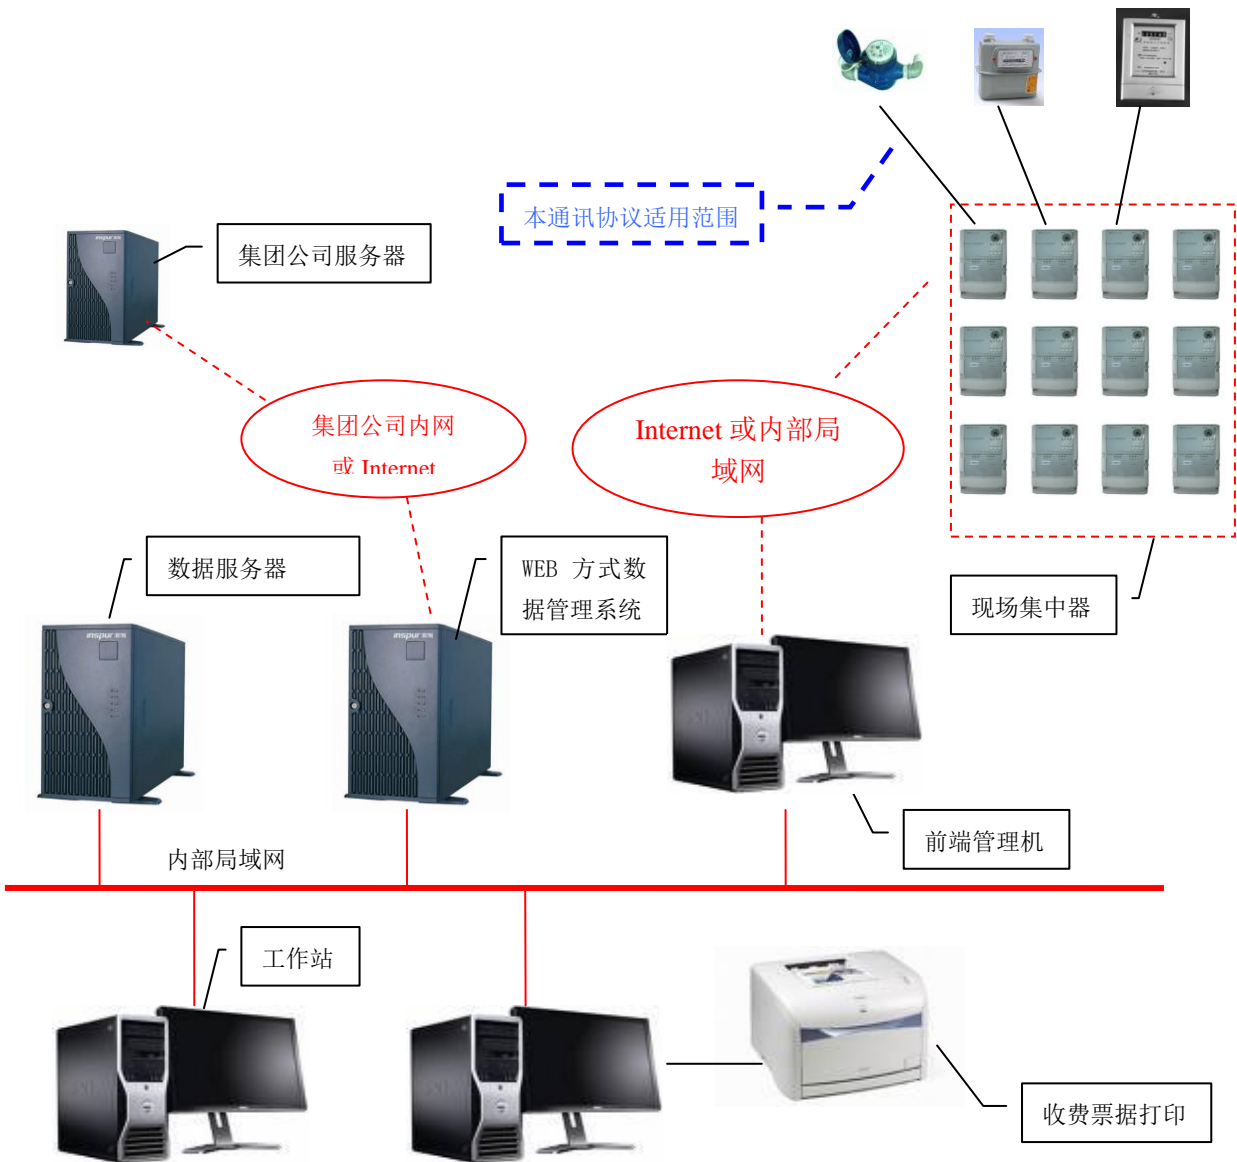 本通讯协议适用范围
inspur
集团公司服务器
集团公司内网
或 Internet
Internet 或内部局
域网
数据服务器
WEB 方式数
据管理系统
现场集中器
inspur
inspur
前端管理机
内部局域网
工作站
收费票据打印